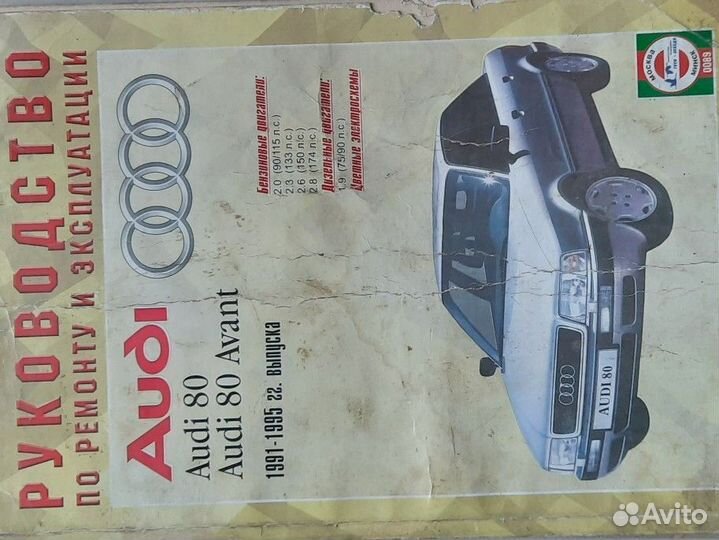 РУКОВОДСТВО
ПО РЕМОНТУ И ЭКСПЛУАТАЦИИ
Audi
Audi 80
Audi 80 Avant
1991-1995 гг. выпуска
Бензиновые двигатели:
2.0 (90/115 л.с.)
2.3 (133 л.с.)
2.6 (150 л.с.)
2.8 (174 л.с.)
Дизельные двигатели:
1.9 (75/90 л.с.)
Цветные электросхемы
МОСКВА
МИНСК
0089
AUDI 80
Avito